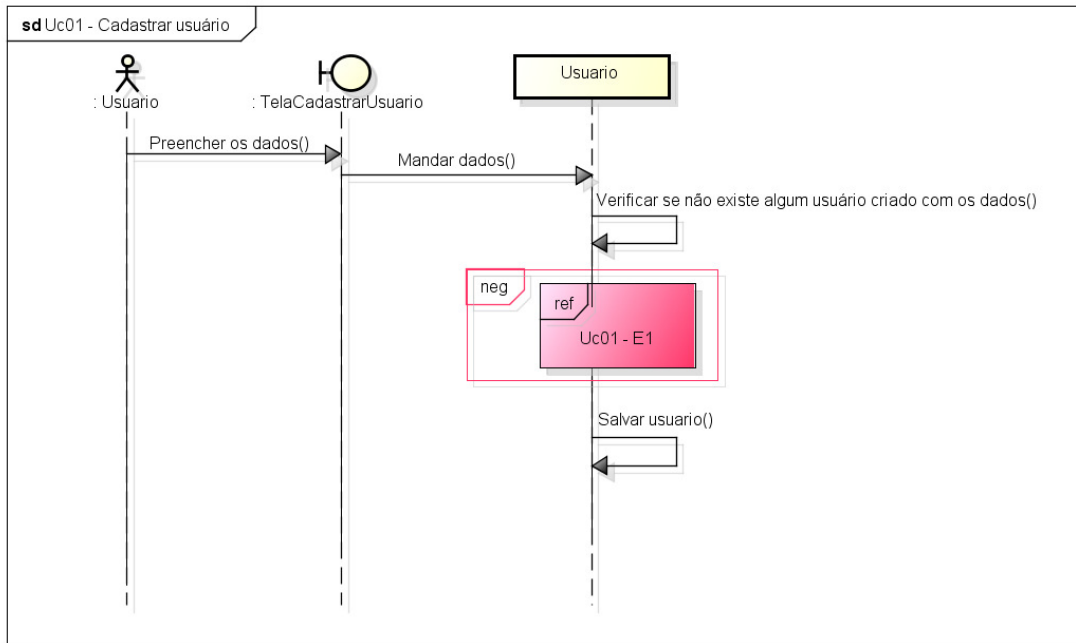 sd Uc01 - Cadastrar usuário
: Usuario
: TelaCadastrarUsuario
Usuario
Preencher os dados()
Mandar dados()
Verificar se não existe algum usuário criado com os dados()
neg
ref
Uc01 - E1
Salvar usuario()